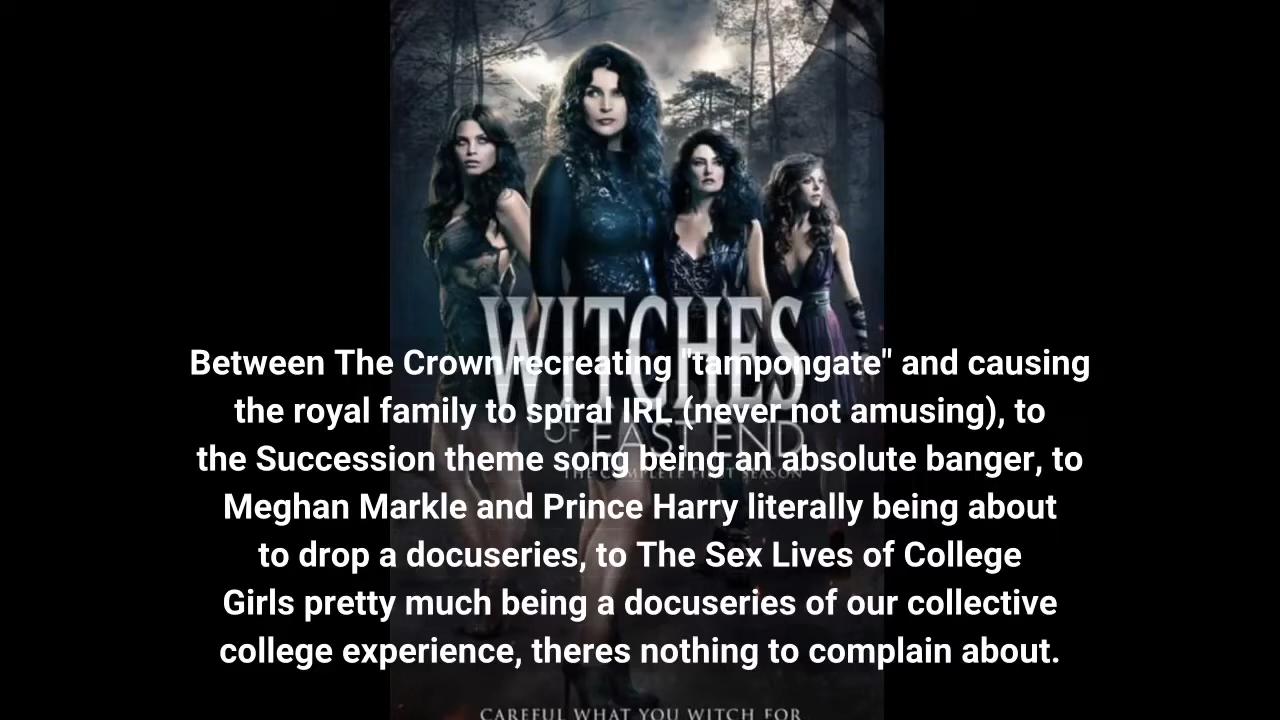 WITCHES
OF EAST END
THE COMPLETE FIRST SEASON
Between The Crown recreating "tampongate" and causing
the royal family to spiral IRL (never not amusing), to
the Succession theme song being an absolute banger, to
Meghan Markle and Prince Harry literally being about
to drop a docuseries, to The Sex Lives of College
Girls pretty much being a docuseries of our collective
college experience, theres nothing to complain about.
CAREFUL WHAT YOU WITCH FOR